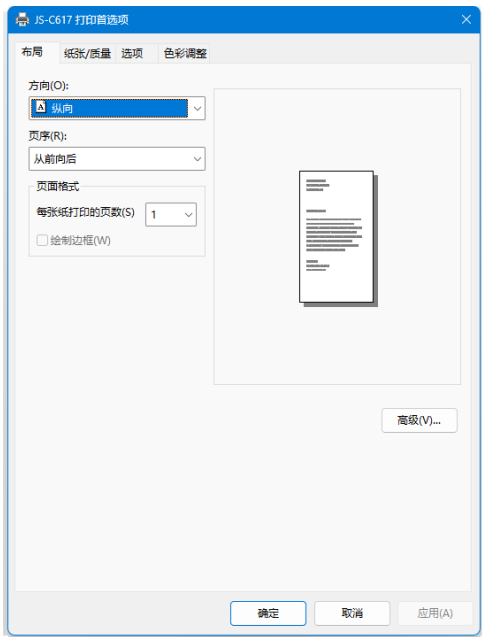 JS-C617 打印首选项
布局 纸张/质量 选项 色彩调整
方向(O):
A 纵向
页序(R):
从前向后
页面格式
每张纸打印的页数(S) 1
绘制边框(W)
高级(V)...
确定 取消 应用(A)